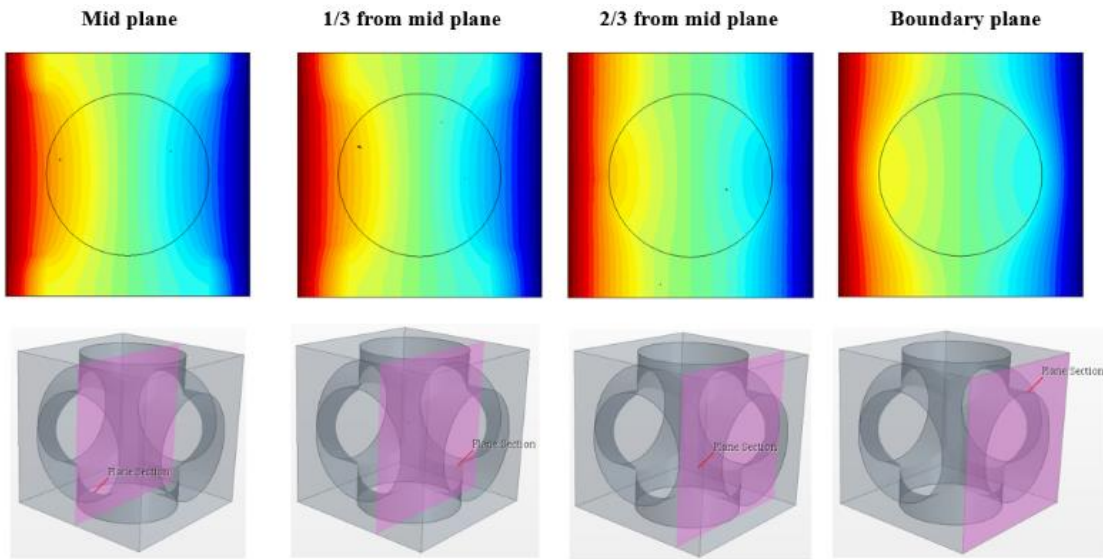 Mid plane
1/3 from mid plane
2/3 from mid plane
Boundary plane
Plane Section
Plane Section
Plane Section
Plane Section